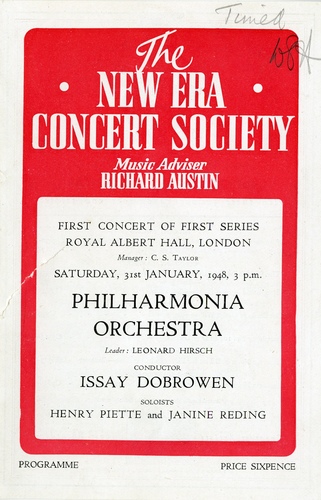 Timed
The
NEW ERA
CONCERT SOCIETY
Music Adviser
RICHARD AUSTIN
FIRST CONCERT OF FIRST SERIES
ROYAL ALBERT HALL, LONDON
Manager: C. S. TAYLOR
SATURDAY, 31st JANUARY, 1948, 3 p.m.
PHILHARMONIA
ORCHESTRA
Leader: LEONARD HIRSCH
CONDUCTOR
ISSAY DOBROWEN
SOLOISTS
HENRY PIETTE and JANINE REDING
PROGRAMME PRICE SIXPENCE